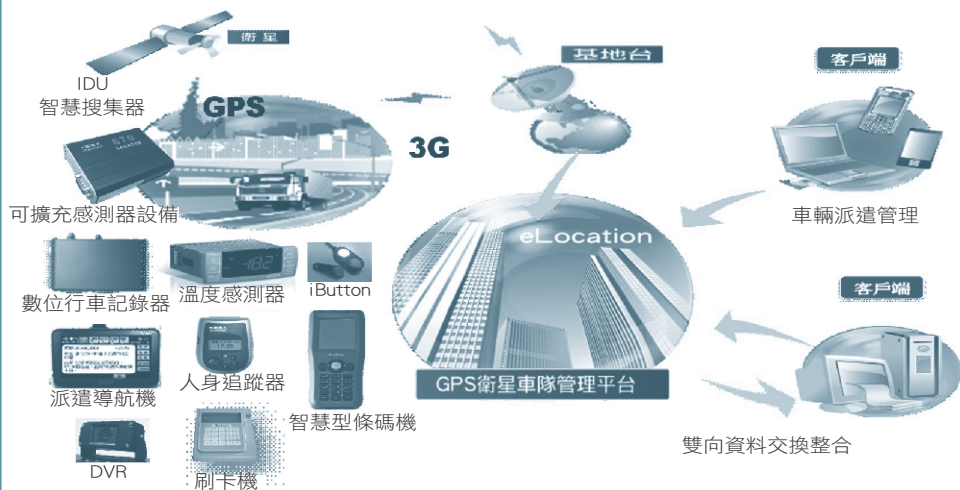 衛星
IDU
智慧搜集器
GPS
3G
基地台
客戶端
可擴充感測器設備
車輛派遣管理
eLocation
數位行車記錄器
溫度感測器
-182
iButton
客戶端
派遣導航機
人身追蹤器
智慧型條碼機
GPS衛星車隊管理平台
雙向資料交換整合
DVR
刷卡機